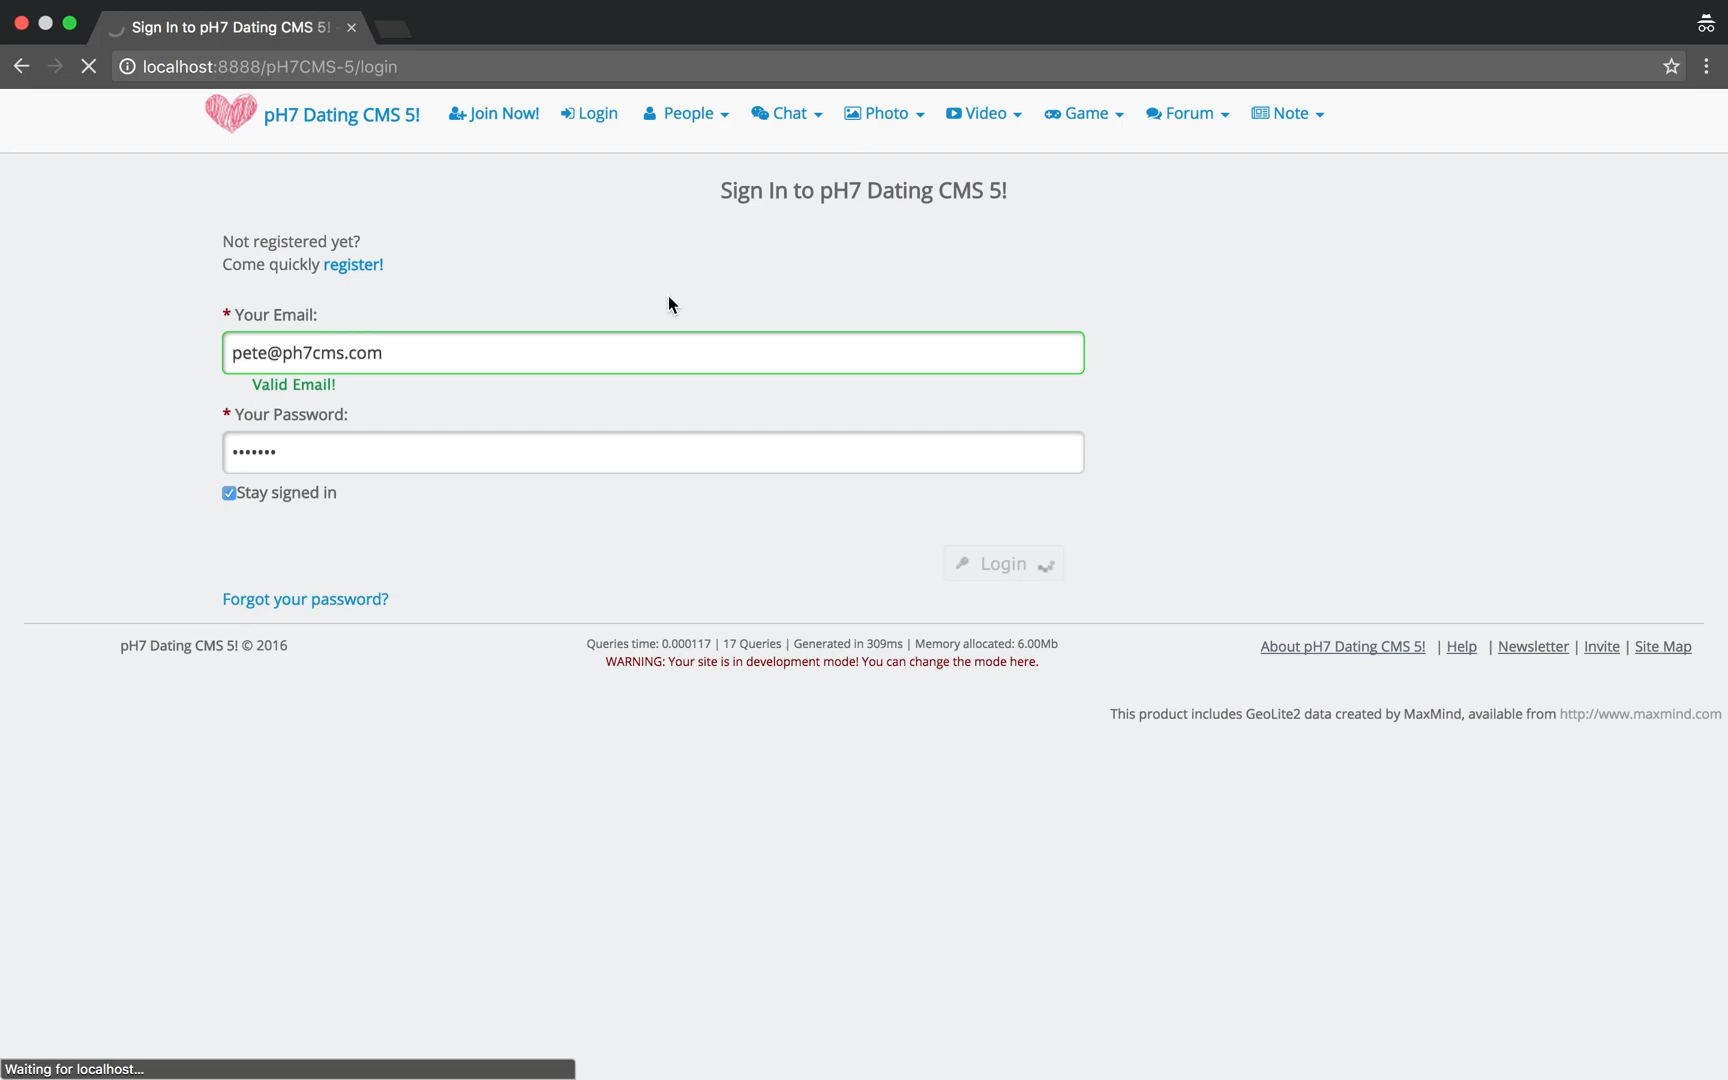 Sign In to pH7 Dating CMS 5!
localhost:8888/pH7CMS-5/login
pH7 Dating CMS 5! Join Now! Login People Chat Photo Video Game Forum Note
Sign In to pH7 Dating CMS 5!
Not registered yet?
Come quickly register!
* Your Email:
pete@ph7cms.com
Valid Email!
* Your Password:
•••••••
Stay signed in
Login
Forgot your password?
pH7 Dating CMS 5! © 2016
Queries time: 0.000117 | 17 Queries | Generated in 309ms | Memory allocated: 6.00Mb
WARNING: Your site is in development mode! You can change the mode here.
About pH7 Dating CMS 5! | Help | Newsletter | Invite | Site Map
This product includes GeoLite2 data created by MaxMind, available from http://www.maxmind.com
Waiting for localhost...